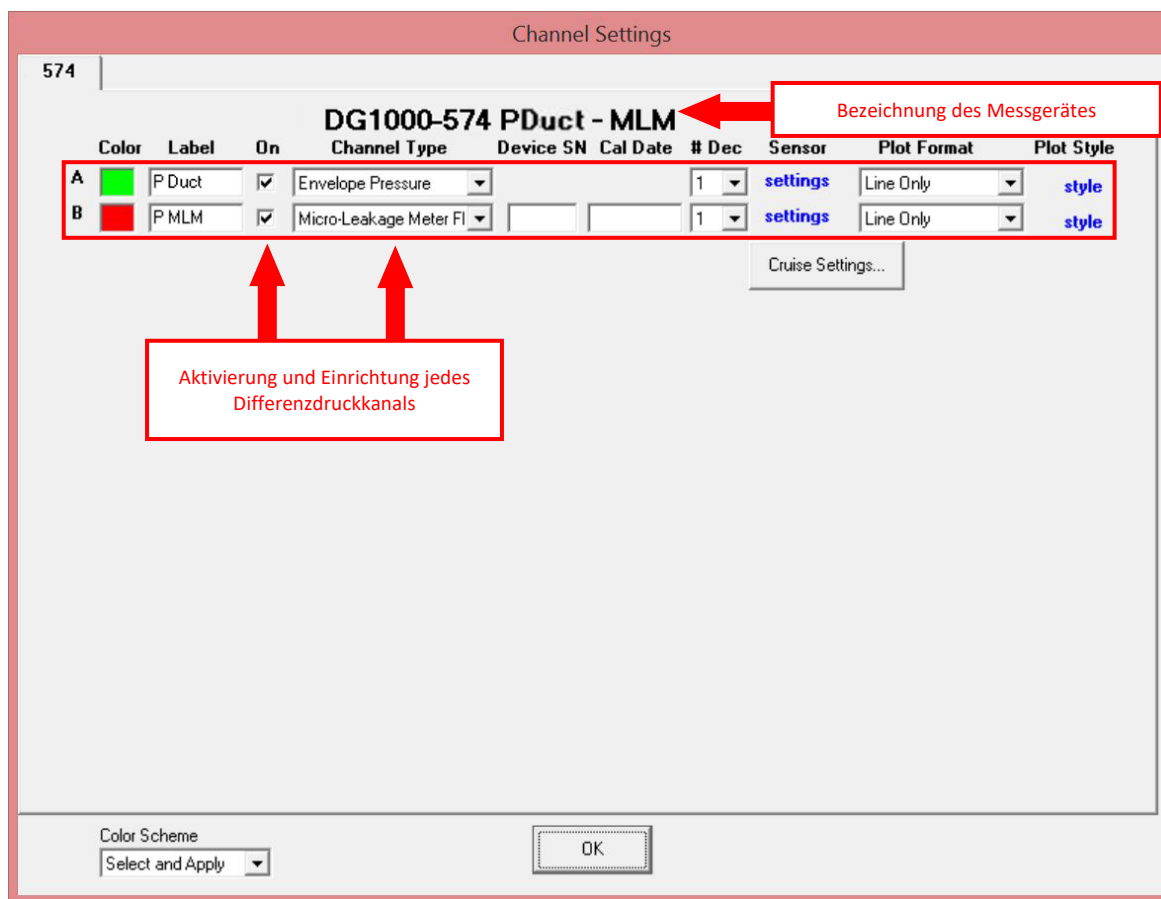 Channel Settings
574
DG1000-574 PDuct - MLM
Bezeichnung des Messgerätes
Color Label On Channel Type Device SN Cal Date # Dec Sensor Plot Format Plot Style
A P Duct Envelope Pressure 1 settings Line Only style
B P MLM Micro-Leakage Meter Fl 1 settings Line Only style
Cruise Settings...
Aktivierung und Einrichtung jedes
Differenzdruckkanals
Color Scheme
Select and Apply
OK